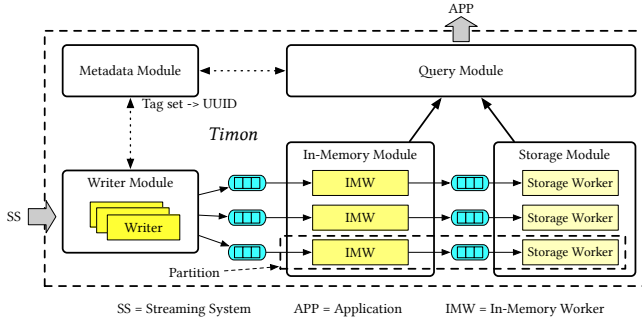 APP
Metadata Module
Query Module
Tag set -> UUID
Timon
Writer Module
In-Memory Module
Storage Module
IMW
Storage Worker
SS
IMW
Storage Worker
Writer
IMW
Storage Worker
Partition
SS = Streaming System
APP = Application
IMW = In-Memory Worker